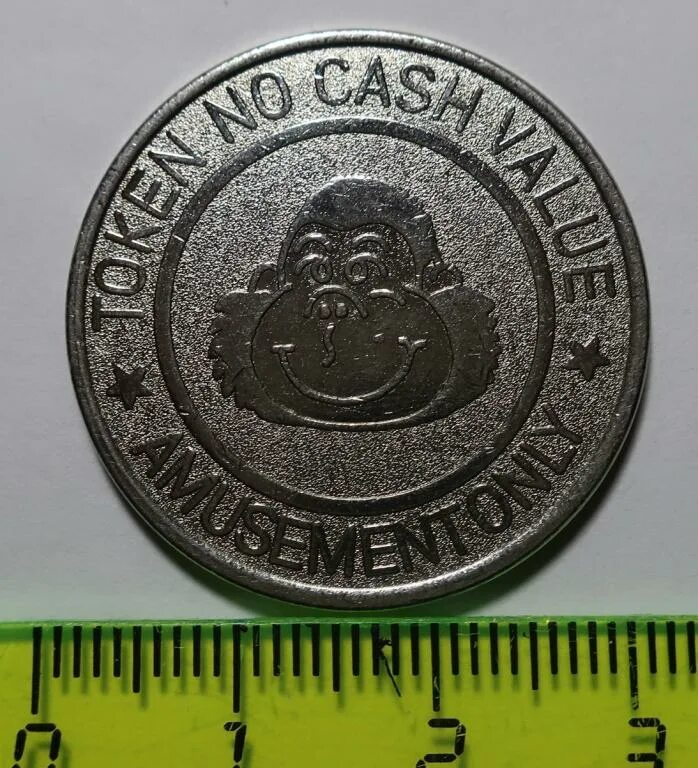 TOKEN NO CASH VALUE
AMUSEMENT ONLY
0 1 2 3